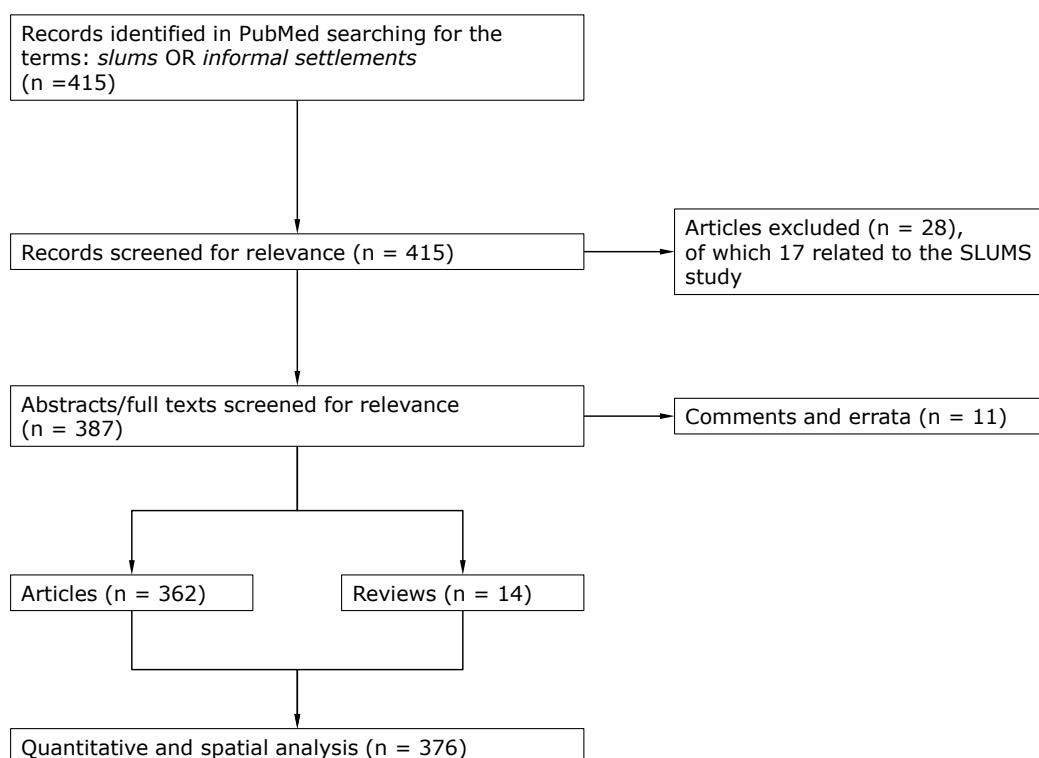 Records identified in PubMed searching for the
terms: slums OR informal settlements
(n =415)
Records screened for relevance (n = 415)
Articles excluded (n = 28),
of which 17 related to the SLUMS
study
Abstracts/full texts screened for relevance
(n = 387)
Comments and errata (n = 11)
Articles (n = 362)
Reviews (n = 14)
Quantitative and spatial analysis (n = 376)